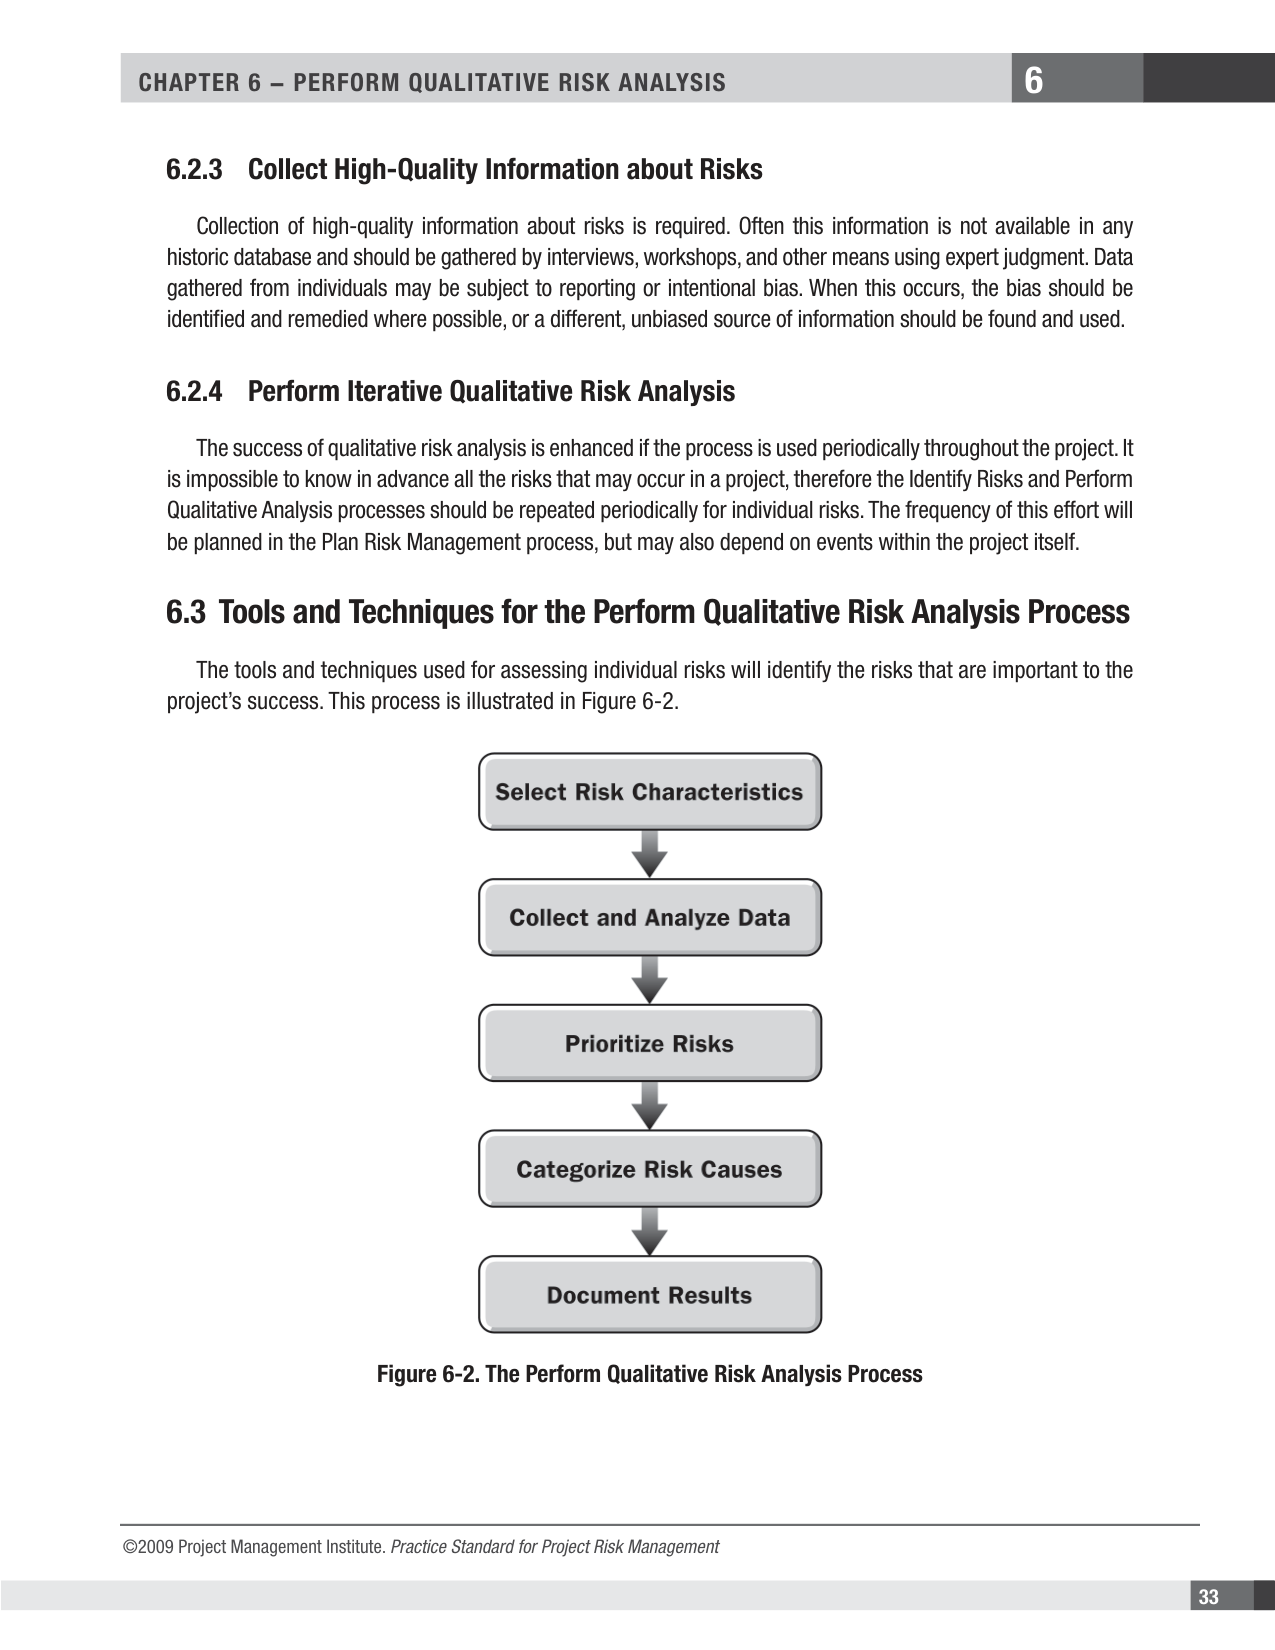 CHAPTER 6 – PERFORM QUALITATIVE RISK ANALYSIS 6
6.2.3 Collect High-Quality Information about Risks
Collection of high-quality information about risks is required. Often this information is not available in any
historic database and should be gathered by interviews, workshops, and other means using expert judgment. Data
gathered from individuals may be subject to reporting or intentional bias. When this occurs, the bias should be
identified and remedied where possible, or a different, unbiased source of information should be found and used.
6.2.4 Perform Iterative Qualitative Risk Analysis
The success of qualitative risk analysis is enhanced if the process is used periodically throughout the project. It
is impossible to know in advance all the risks that may occur in a project, therefore the Identify Risks and Perform
Qualitative Analysis processes should be repeated periodically for individual risks. The frequency of this effort will
be planned in the Plan Risk Management process, but may also depend on events within the project itself.
6.3 Tools and Techniques for the Perform Qualitative Risk Analysis Process
The tools and techniques used for assessing individual risks will identify the risks that are important to the
project’s success. This process is illustrated in Figure 6-2.
Select Risk Characteristics
Collect and Analyze Data
Prioritize Risks
Categorize Risk Causes
Document Results
Figure 6-2. The Perform Qualitative Risk Analysis Process
©2009 Project Management Institute. Practice Standard for Project Risk Management
33